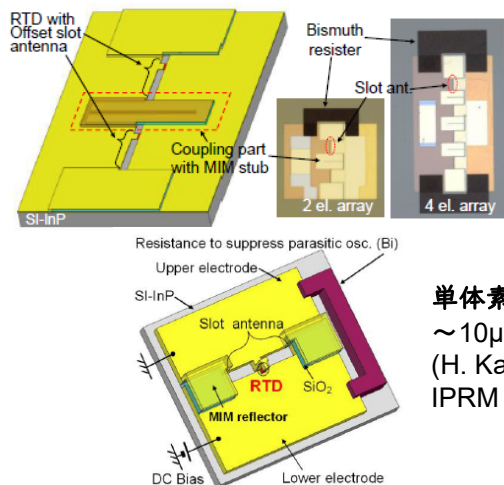 RTD with
Offset slot
antenna
Bismuth
resister
Slot ant.
Coupling part
with MIM stub
SI-InP
2 el. array
4 el. array
Resistance to suppress parasitic osc. (Bi)
Upper electrode
SI-InP
Slot antenna
RTD
SiO₂
MIM reflector
DC Bias
Lower electrode
単体素
～10μ
(H. Ka
IPRM